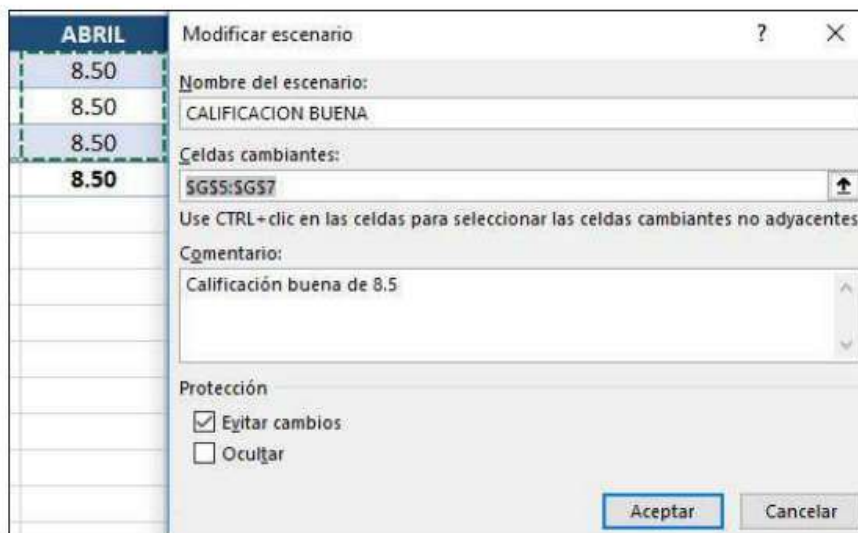 ABRIL
8.50
8.50
8.50
8.50
Modificar escenario
? ×
Nombre del escenario:
CALIFICACION BUENA
Celdas cambiantes:
$G$5:$G$7
Use CTRL+clic en las celdas para seleccionar las celdas cambiantes no adyacentes
Comentario:
Calificación buena de 8.5
Protección
Evitar cambios
Ocultar
Aceptar Cancelar